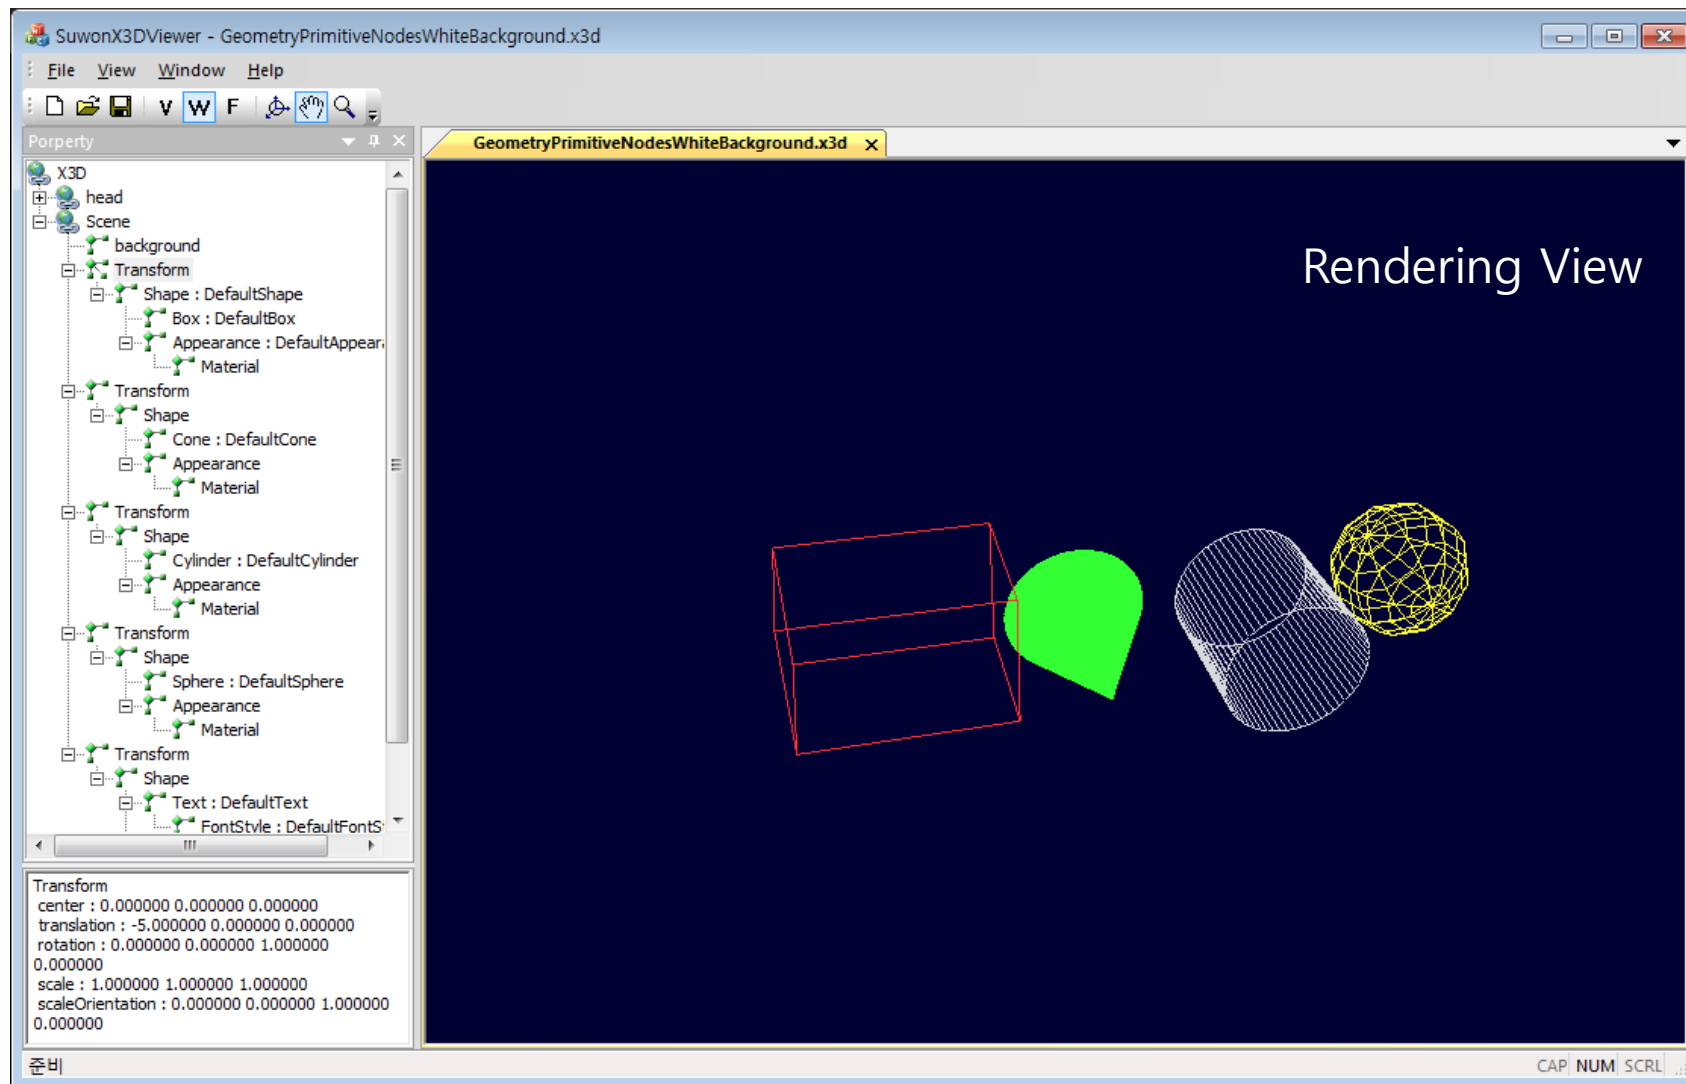 SuwonX3DViewer - GeometryPrimitiveNodesWhiteBackground.x3d
File View Window Help
V W F
Porperty
GeometryPrimitiveNodesWhiteBackground.x3d
X3D
head
Scene
background
Transform
Shape : DefaultShape
Box : DefaultBox
Appearance : DefaultAppeara
Material
Transform
Shape
Cone : DefaultCone
Appearance
Material
Transform
Shape
Cylinder : DefaultCylinder
Appearance
Material
Transform
Shape
Sphere : DefaultSphere
Appearance
Material
Transform
Shape
Text : DefaultText
FontStyle : DefaultFontS
Rendering View
Transform
center : 0.000000 0.000000 0.000000
translation : -5.000000 0.000000 0.000000
rotation : 0.000000 0.000000 1.000000
0.000000
scale : 1.000000 1.000000 1.000000
scaleOrientation : 0.000000 0.000000 1.000000
0.000000
준비
CAP NUM SCRL